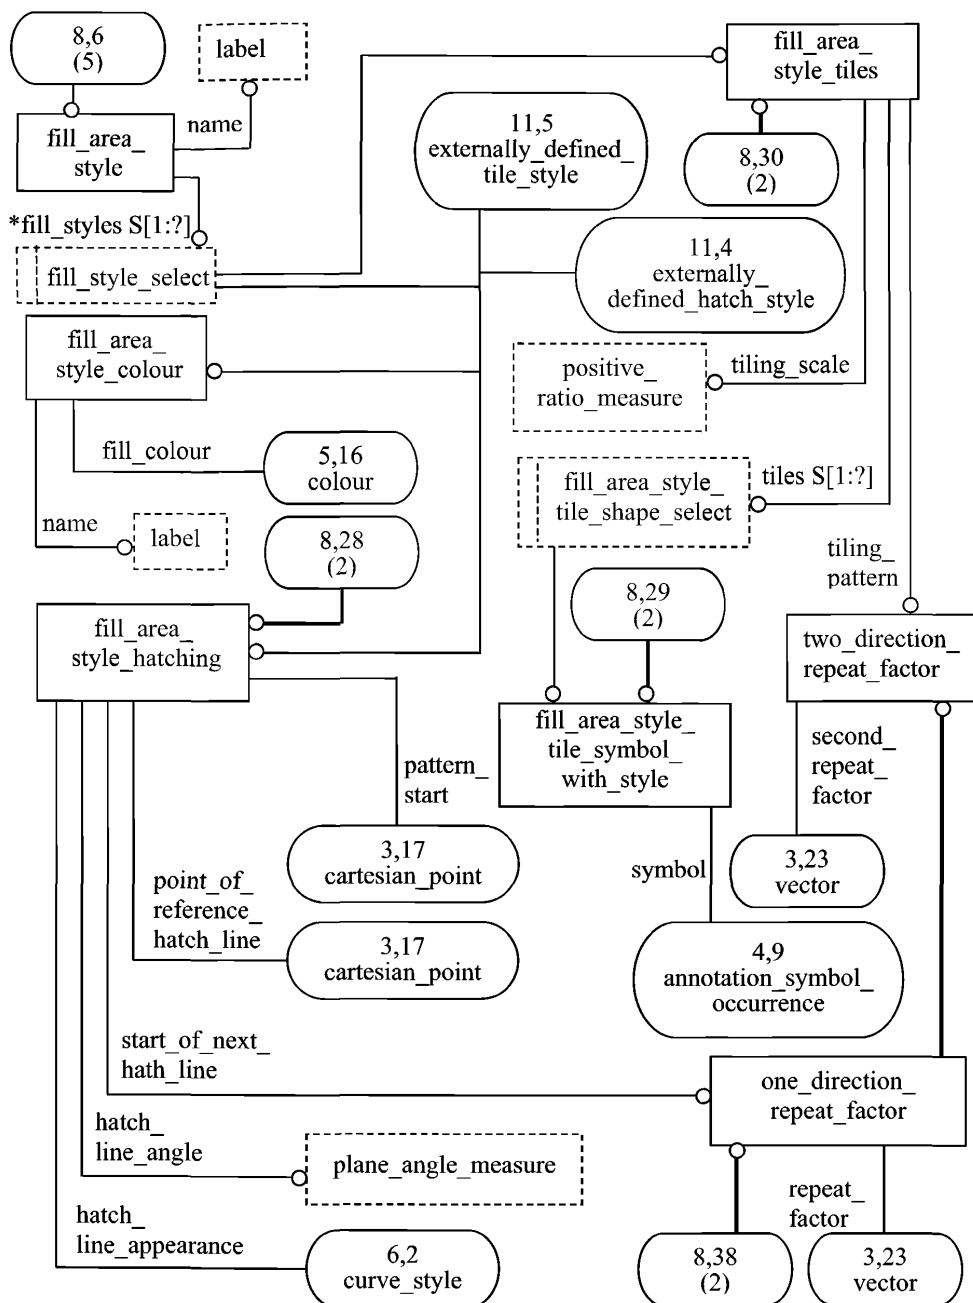 8,6
(5)
label
fill_area_
style_tiles
name
fill_area_
style
11,5
externally_defined_
tile_style
8,30
(2)
*fill_styles S[1:?]
fill_style_select
11,4
externally_
defined_hatch_style
fill_area_
style_colour
positive_
ratio_measure
tiling_scale
fill_colour
5,16
colour
fill_area_style_
tile_shape_select
tiles S[1:?]
name
label
8,28
(2)
tiling_
pattern
8,29
(2)
fill_area_
style_hatching
two_direction_
repeat_factor
fill_area_style_
tile_symbol_
with_style
second_
repeat_
factor
pattern_
start
3,17
cartesian_point
symbol
3,23
vector
point_of_
reference_
hatch_line
3,17
cartesian_point
4,9
annotation_symbol_
occurrence
start_of_next_
hath_line
one_direction_
repeat_factor
hatch_
line_angle
plane_angle_measure
repeat_
factor
hatch_
line_appearance
6,2
curve_style
8,38
(2)
3,23
vector